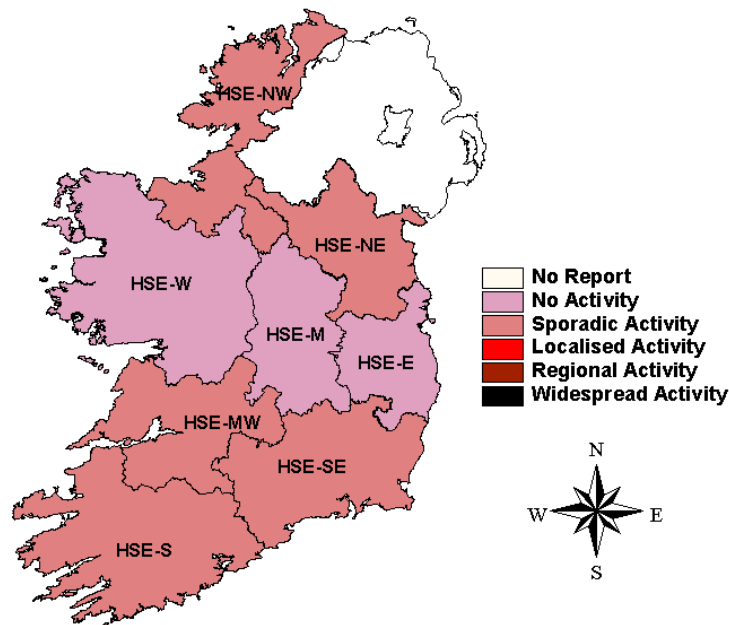 HSE-NW
HSE-NE
HSE-W
HSE-M
HSE-E
HSE-MW
HSE-SE
HSE-S
No Report
No Activity
Sporadic Activity
Localised Activity
Regional Activity
Widespread Activity
N
W E
S